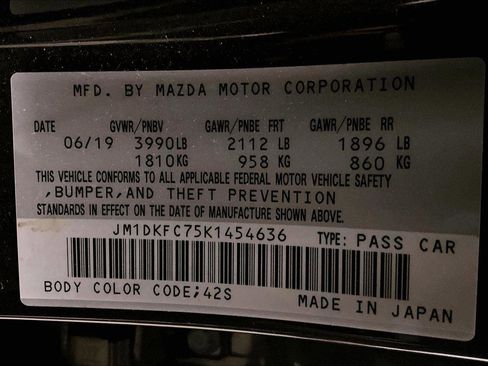 MFD. BY MAZDA MOTOR CORPORATION
DATE GVWR/PNBV GAWR/PNBE FRT GAWR/PNBE RR
06/19 3990LB 2112 LB 1896 LB
1810KG 958 KG 860 KG
THIS VEHICLE CONFORMS TO ALL APPLICABLE FEDERAL MOTOR VEHICLE SAFETY
,BUMPER,AND THEFT PREVENTION
STANDARDS IN EFFECT ON THE DATE OF MANUFACTURE SHOWN ABOVE.
JM1DKFC75K1454636 TYPE: PASS CAR
BODY COLOR CODE;42S MADE IN JAPAN